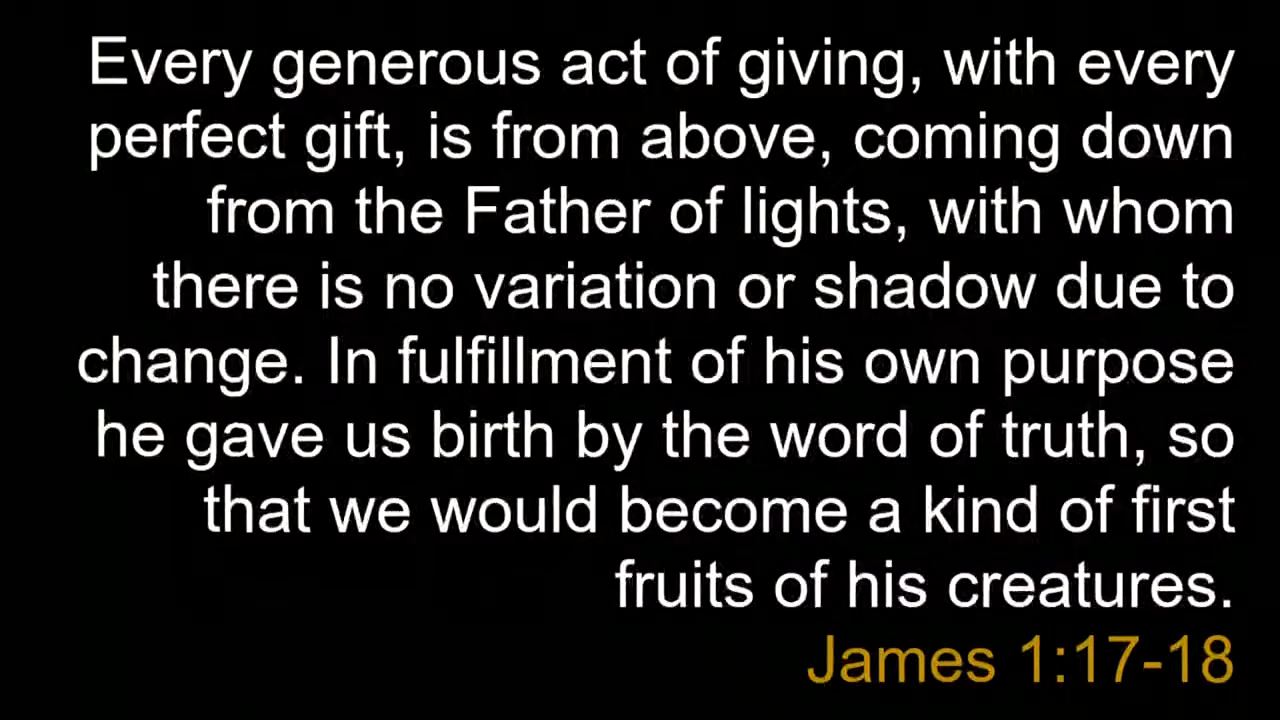 Every generous act of giving, with every
perfect gift, is from above, coming down
from the Father of lights, with whom
there is no variation or shadow due to
change. In fulfillment of his own purpose
he gave us birth by the word of truth, so
that we would become a kind of first
fruits of his creatures.
James 1:17-18